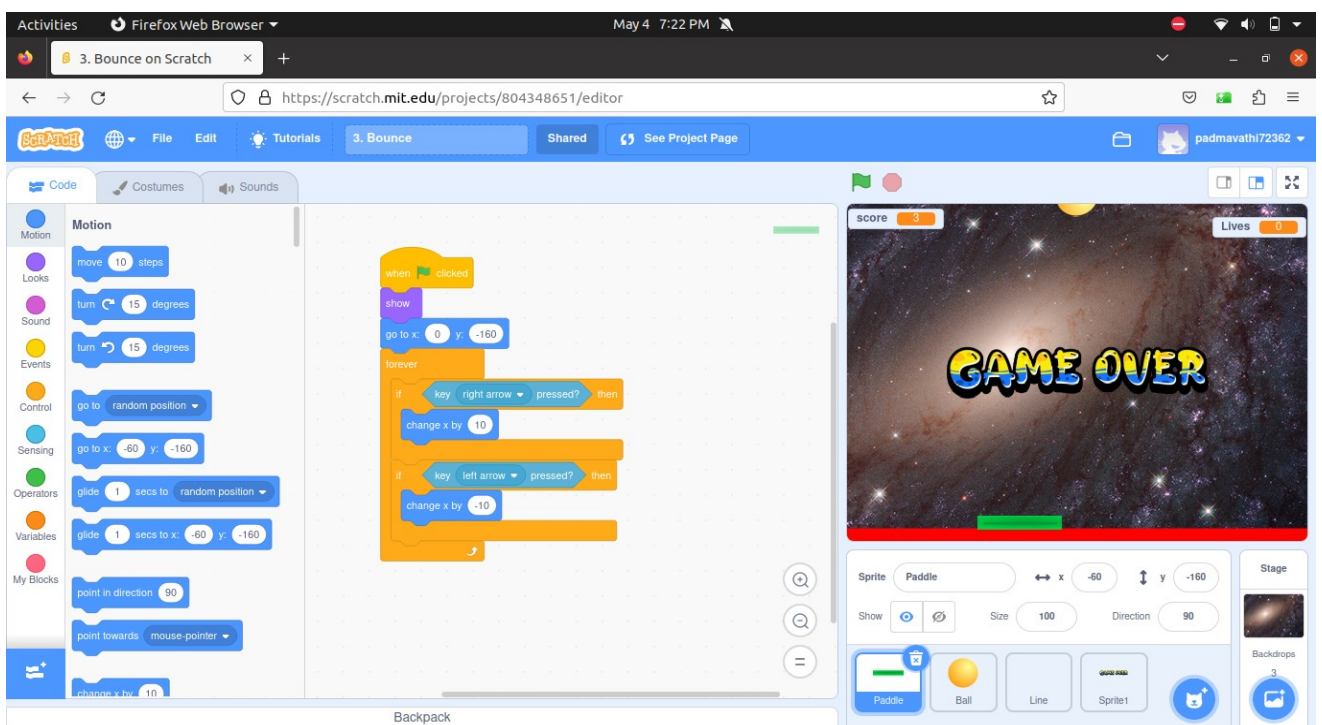 Activities
Firefox Web Browser
May 4 7:22 PM
3. Bounce on Scratch
https://scratch.mit.edu/projects/804348651/editor
SCRATCH
File
Edit
Tutorials
3. Bounce
Shared
See Project Page
padmavathi72362
Code
Costumes
Sounds
Motion
Looks
Sound
Events
Control
Sensing
Operators
Variables
My Blocks
Motion
move 10 steps
turn 15 degrees
turn 15 degrees
go to random position
go to x: -60 y: -160
glide 1 secs to random position
glide 1 secs to x: -60 y: -160
point in direction 90
point towards mouse-pointer
change x by 10
when clicked
show
go to x: 0 y: -160
forever
if key right arrow pressed? then
change x by 10
if key left arrow pressed? then
change x by -10
Backpack
score 3
Lives 0
GAME OVER
Sprite Paddle x -60 y -160
Show Size 100 Direction 90
Paddle
Ball
Line
GAME OVER
Sprite1
Stage
Backdrops
3